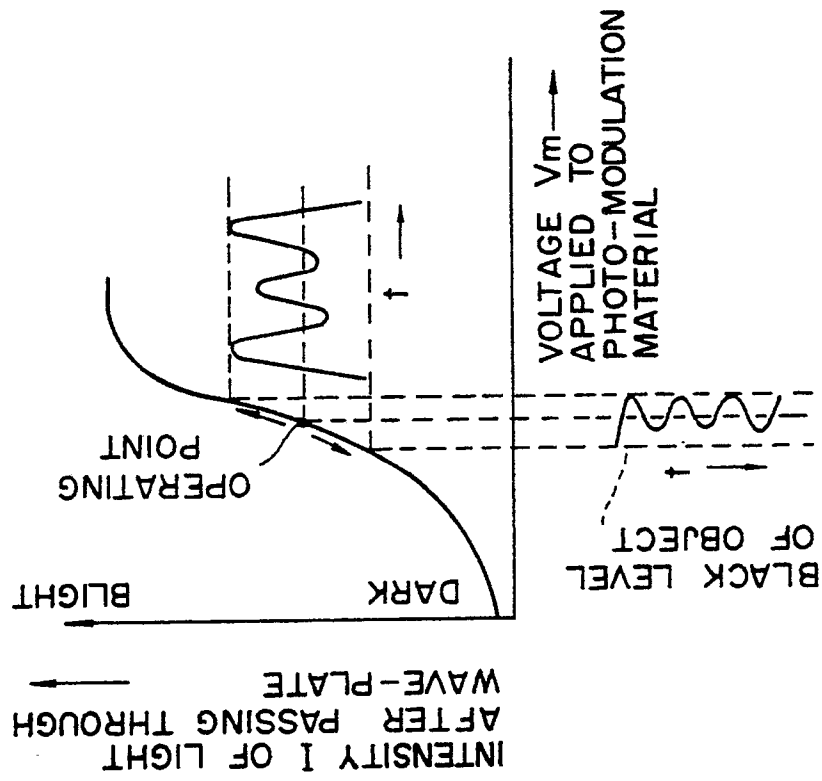 INTENSITY I OF LIGHT
AFTER PASSING THROUGH
WAVE-PLATE
BLIGHT
DARK
OPERATING
POINT
t
VOLTAGE Vm
APPLIED TO
PHOTO-MODULATION
MATERIAL
BLACK LEVEL
OF OBJECT
t